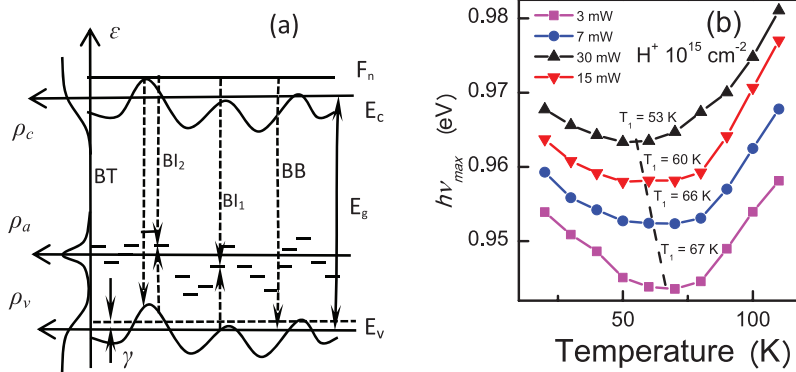 (a)
ε
F_n
E_c
ρ_c
BT
BI_2
BI_1
BB
E_g
ρ_a
ρ_v
E_v
γ
(b)
3 mW
7 mW
30 mW
15 mW
H^+ 10^15 cm^-2
T_1 = 53 K
T_1 = 60 K
T_1 = 66 K
T_1 = 67 K
hν_max (eV)
0.98
0.97
0.96
0.95
50
100
Temperature (K)